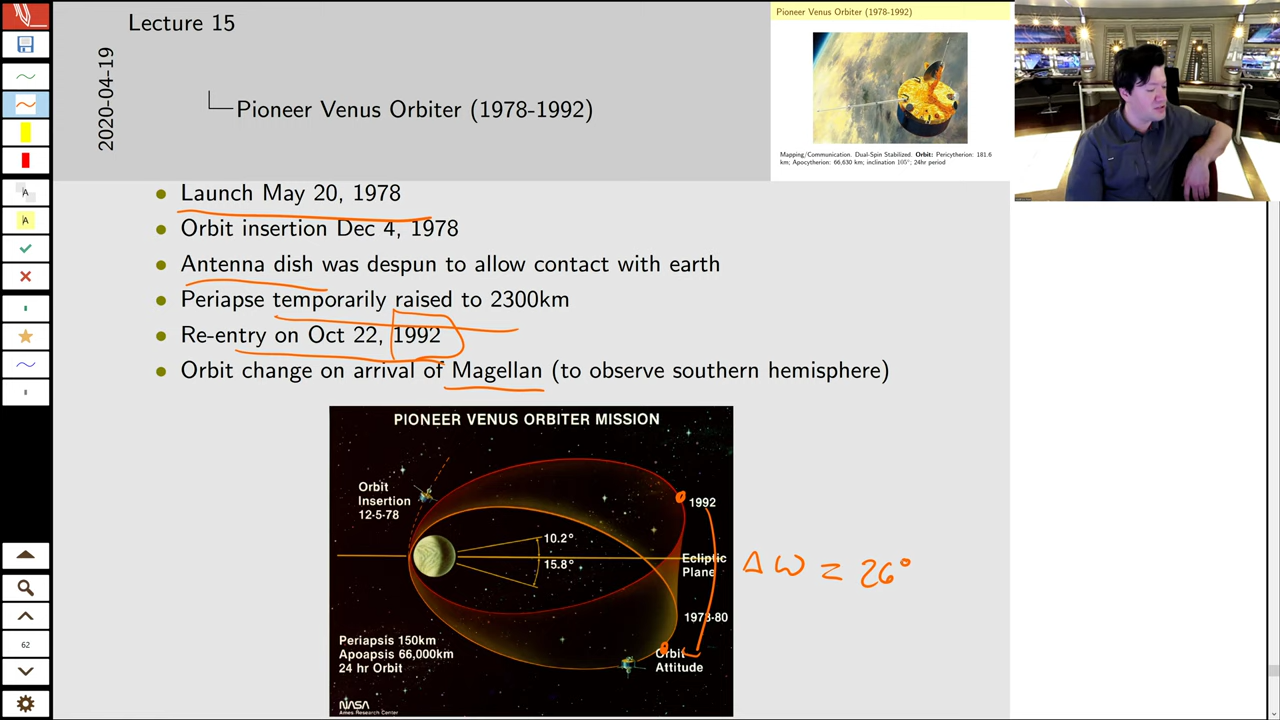 Lecture 15
2020-04-19
Pioneer Venus Orbiter (1978-1992)
Pioneer Venus Orbiter (1978-1992)
Mapping/Communication. Dual-Spin Stabilized. Orbit: Pericytherion: 181.6
km; Apocytherion: 66,630 km; inclination 105°; 24hr period
Launch May 20, 1978
Orbit insertion Dec 4, 1978
Antenna dish was despun to allow contact with earth
Periapse temporarily raised to 2300km
Re-entry on Oct 22, 1992
Orbit change on arrival of Magellan (to observe southern hemisphere)
PIONEER VENUS ORBITER MISSION
Orbit
Insertion
12-5-78
1992
10.2°
Ecliptic
Plane
15.8°
Δω ≈ 26°
1978-80
Orbit
Attitude
Periapsis 150km
Apoapsis 66,000km
24 hr Orbit
NASA
Ames Research Center
A
A
62